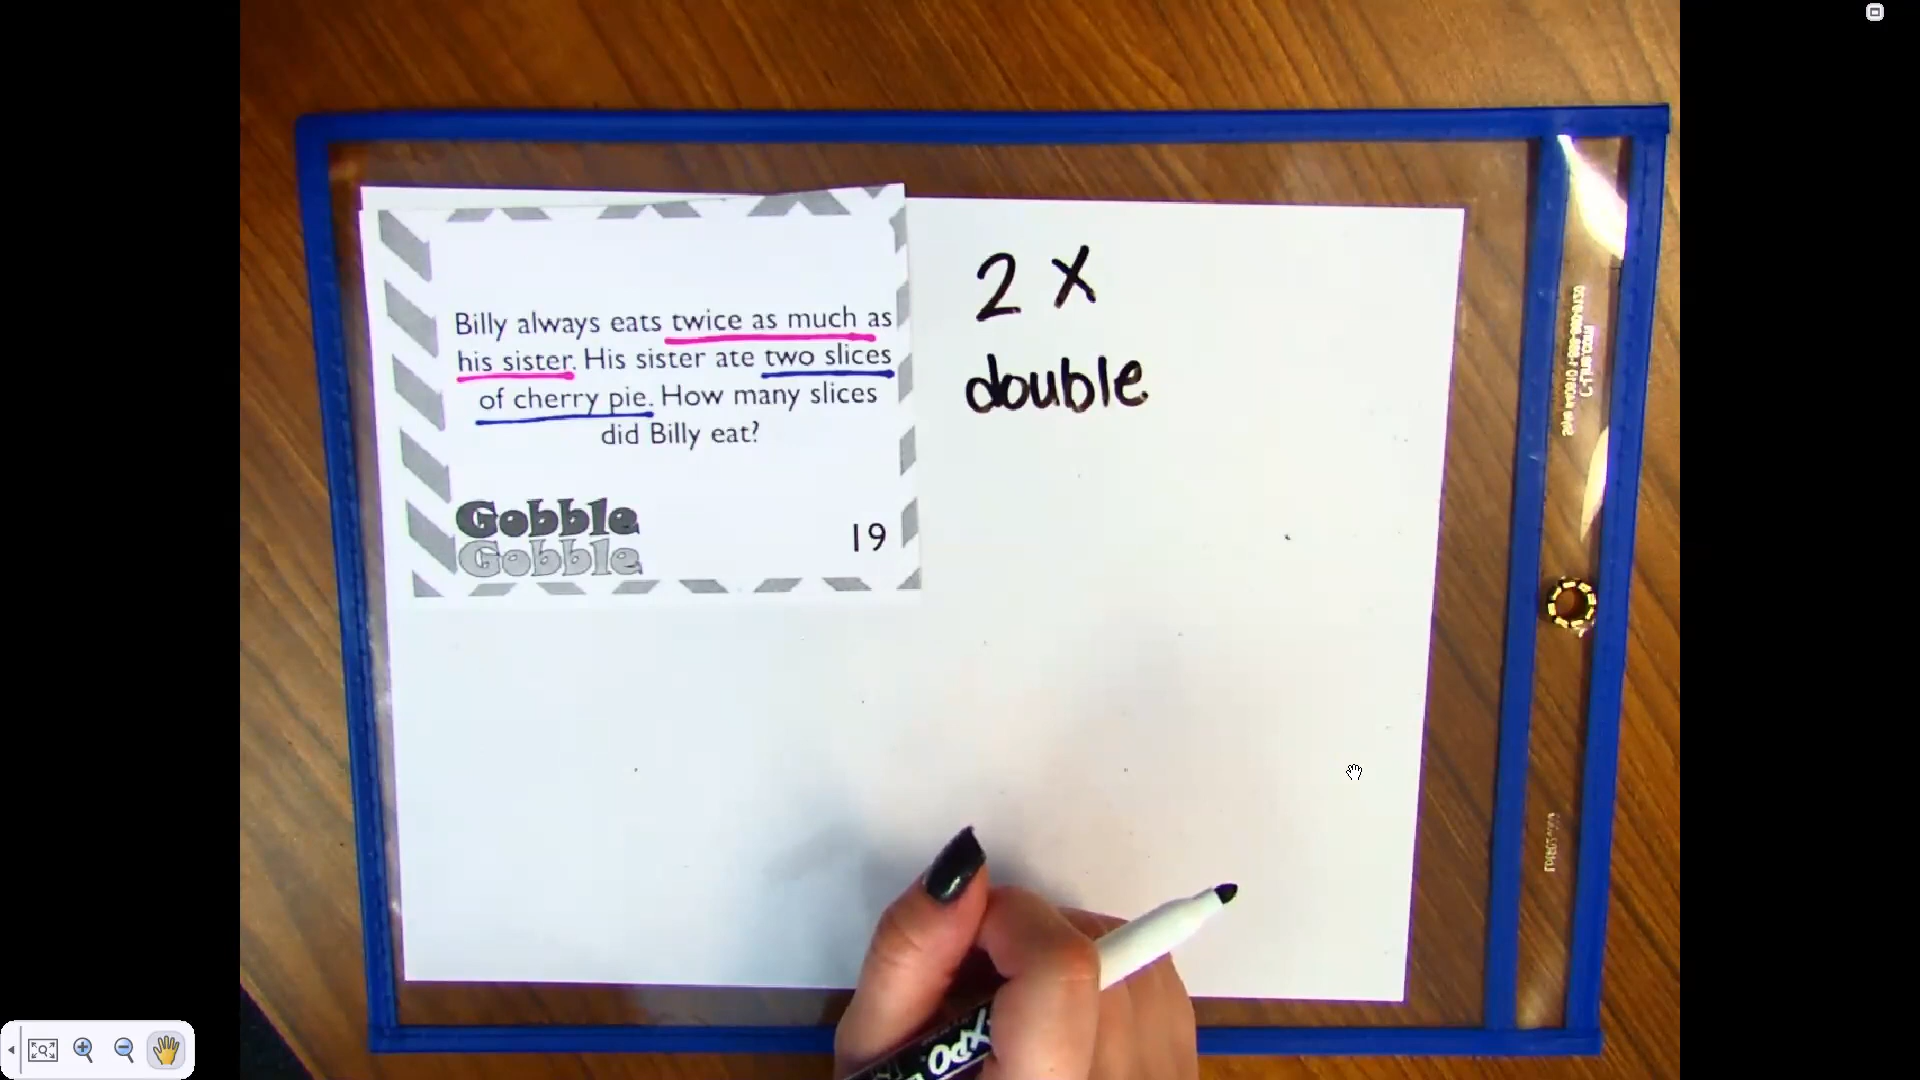 Billy always eats twice as much as
his sister. His sister ate two slices
of cherry pie. How many slices
did Billy eat?
Gobble
Gobble
19
2 X
double